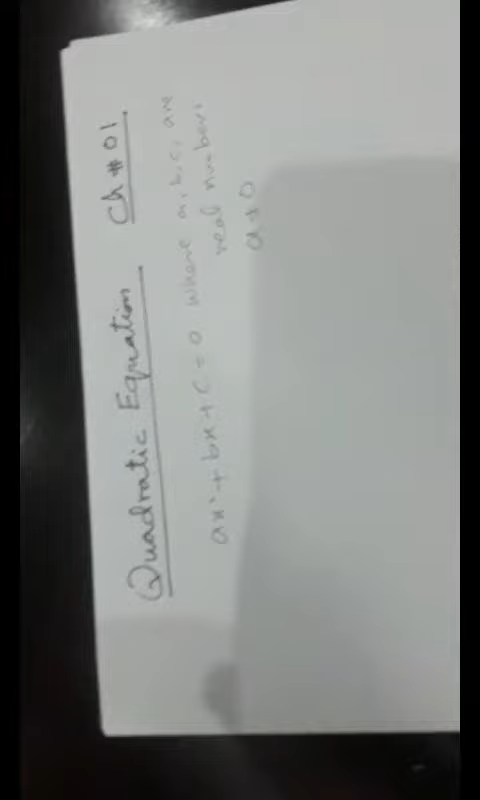 Quadratic Equation Ch # 01
ax² + bx + c = 0 where a, b, c, are
real numbers
a ≠ 0